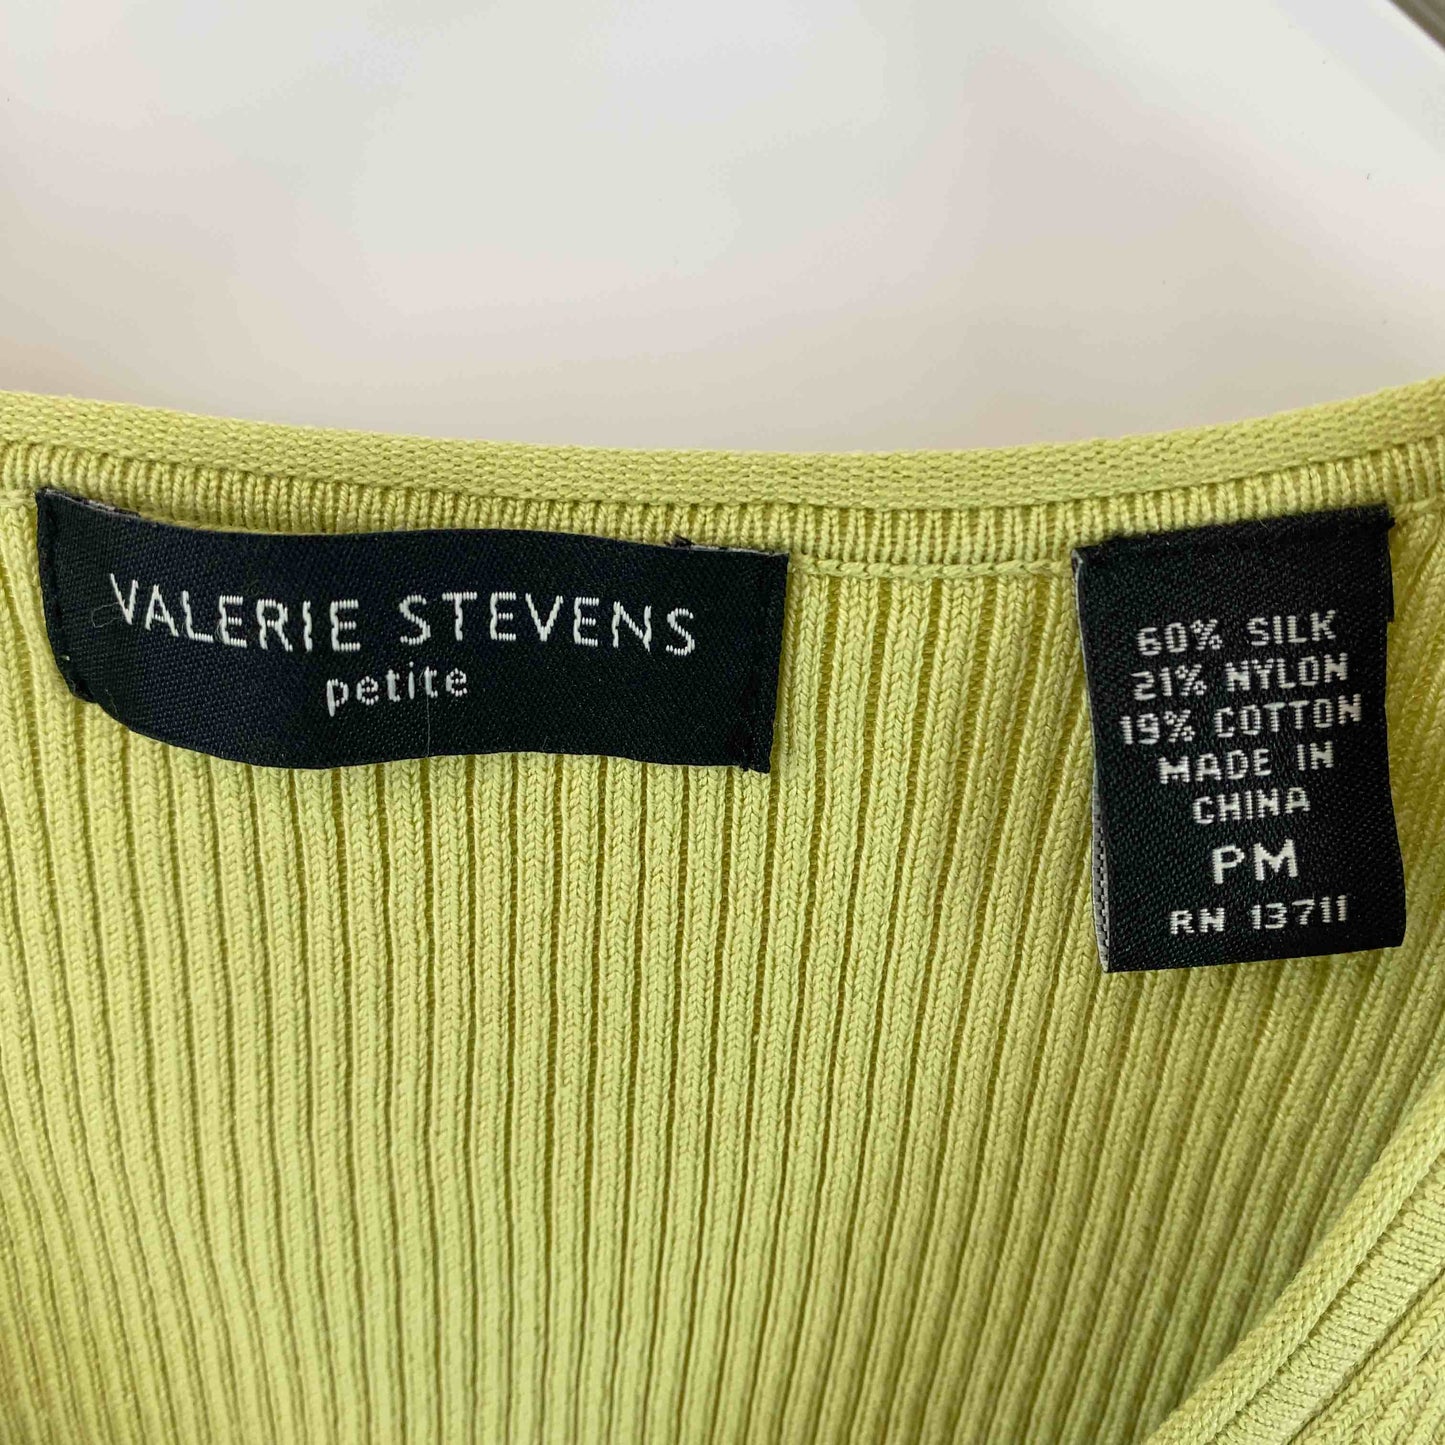 VALERIE STEVENS
petite
60% SILK
21% NYLON
19% COTTON
MADE IN
CHINA
PM
RN 13711